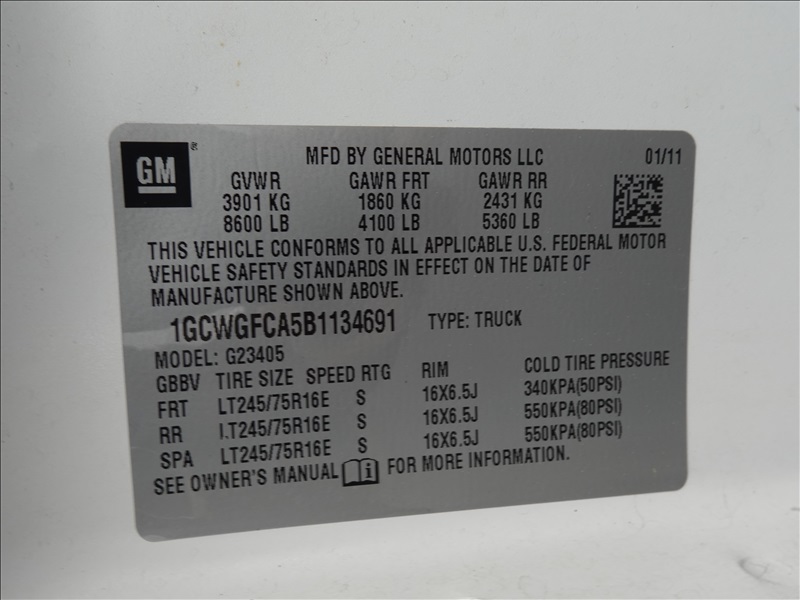 GM ®
MFD BY GENERAL MOTORS LLC 01/11
GVWR GAWR FRT GAWR RR
3901 KG 1860 KG 2431 KG
8600 LB 4100 LB 5360 LB
THIS VEHICLE CONFORMS TO ALL APPLICABLE U.S. FEDERAL MOTOR
VEHICLE SAFETY STANDARDS IN EFFECT ON THE DATE OF
MANUFACTURE SHOWN ABOVE.
1GCWGFCA5B1134691 TYPE: TRUCK
MODEL: G23405
GBBV TIRE SIZE SPEED RTG RIM COLD TIRE PRESSURE
FRT LT245/75R16E S 16X6.5J 340KPA(50PSI)
RR LT245/75R16E S 16X6.5J 550KPA(80PSI)
SPA LT245/75R16E S 16X6.5J 550KPA(80PSI)
SEE OWNER'S MANUAL i FOR MORE INFORMATION.